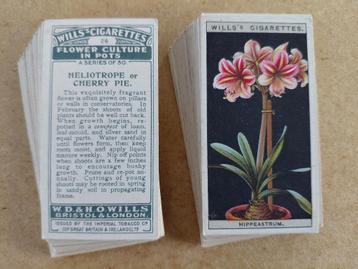 WILLS'S CIGARETTES
26
FLOWER CULTURE
IN POTS
A SERIES OF 50.
HELIOTROPE or
CHERRY PIE.
This exquisitely fragrant
flower is often grown on pillars
or walls in conservatories. In
February the shoots of old
plants should be well cut back.
When growth begins, re-
pot in a compost of loam,
leaf mould, and silver sand in
equal parts. Water carefully
until flowers form, then keep
roots moist, and apply liquid
manure weekly. Nip off points
when shoots are a few inches
long to encourage bushy
growth. Prune and re-pot an-
nually. Cuttings of young
shoots may be rooted in spring
in sandy soil in propagating
frame.
W.D. & H.O. WILLS
BRISTOL & LONDON.
ISSUED BY THE IMPERIAL TOBACCO CO
(OF GREAT BRITAIN & IRELAND), LTD
WILLS'S CIGARETTES.
HIPPEASTRUM.